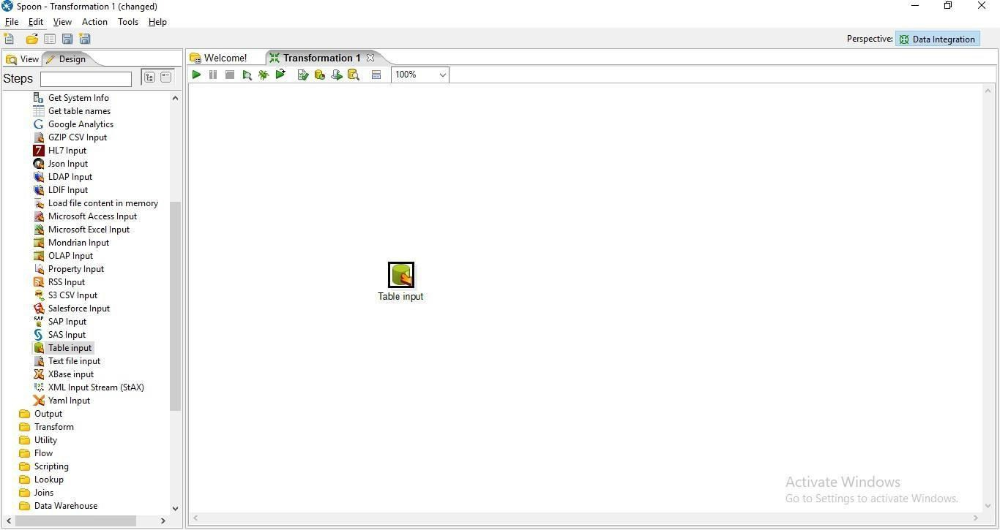 Spoon - Transformation 1 (changed)
File Edit View Action Tools Help
Perspective: Data Integration
View Design
Steps
Get System Info
Get table names
Google Analytics
GZIP CSV Input
HL7 Input
Json Input
LDAP Input
LDIF Input
Load file content in memory
Microsoft Access Input
Microsoft Excel Input
Mondrian Input
OLAP Input
Property Input
RSS Input
S3 CSV Input
Salesforce Input
SAP Input
SAS Input
Table input
Text file input
XBase input
XML Input Stream (StAX)
Yaml Input
Output
Transform
Utility
Flow
Scripting
Lookup
Joins
Data Warehouse
Welcome! Transformation 1
100%
Table input
Activate Windows
Go to Settings to activate Windows.